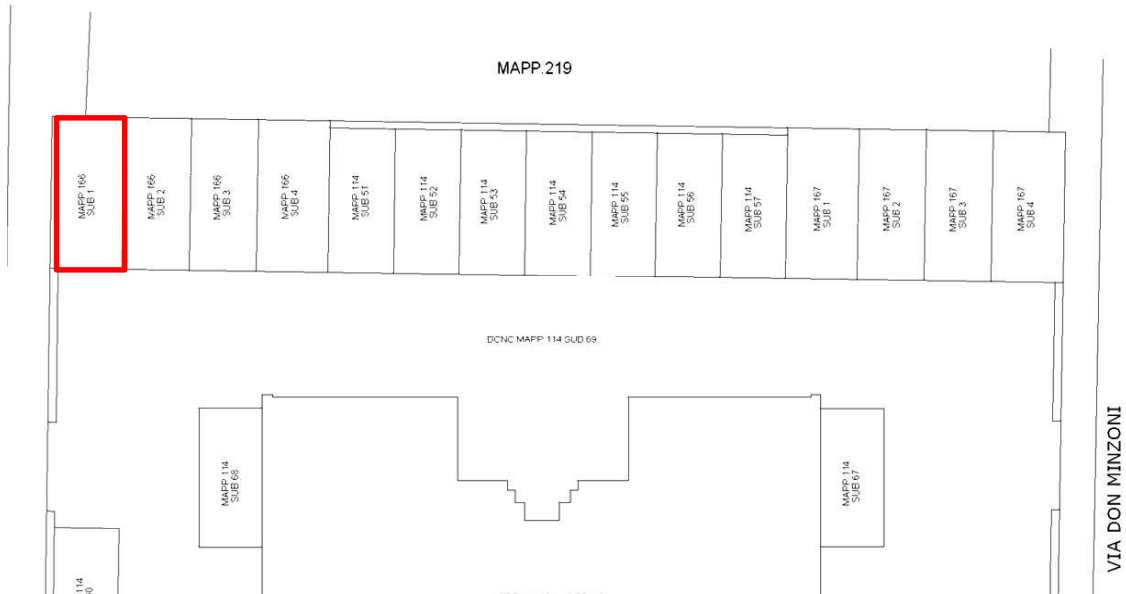 MAPP.219
MAPP 166
SUB 1
MAPP 166
SUB 2
MAPP 166
SUB 3
MAPP 166
SUB 4
MAPP 114
SUB 51
MAPP 114
SUB 52
MAPP 114
SUB 53
MAPP 114
SUB 54
MAPP 114
SUB 55
MAPP 114
SUB 56
MAPP 114
SUB 57
MAPP 167
SUB 1
MAPP 167
SUB 2
MAPP 167
SUB 3
MAPP 167
SUB 4
BCNC MAPP 114 SUB 69
MAPP 114
SUB 68
MAPP 114
SUB 67
VIA DON MINZONI
114